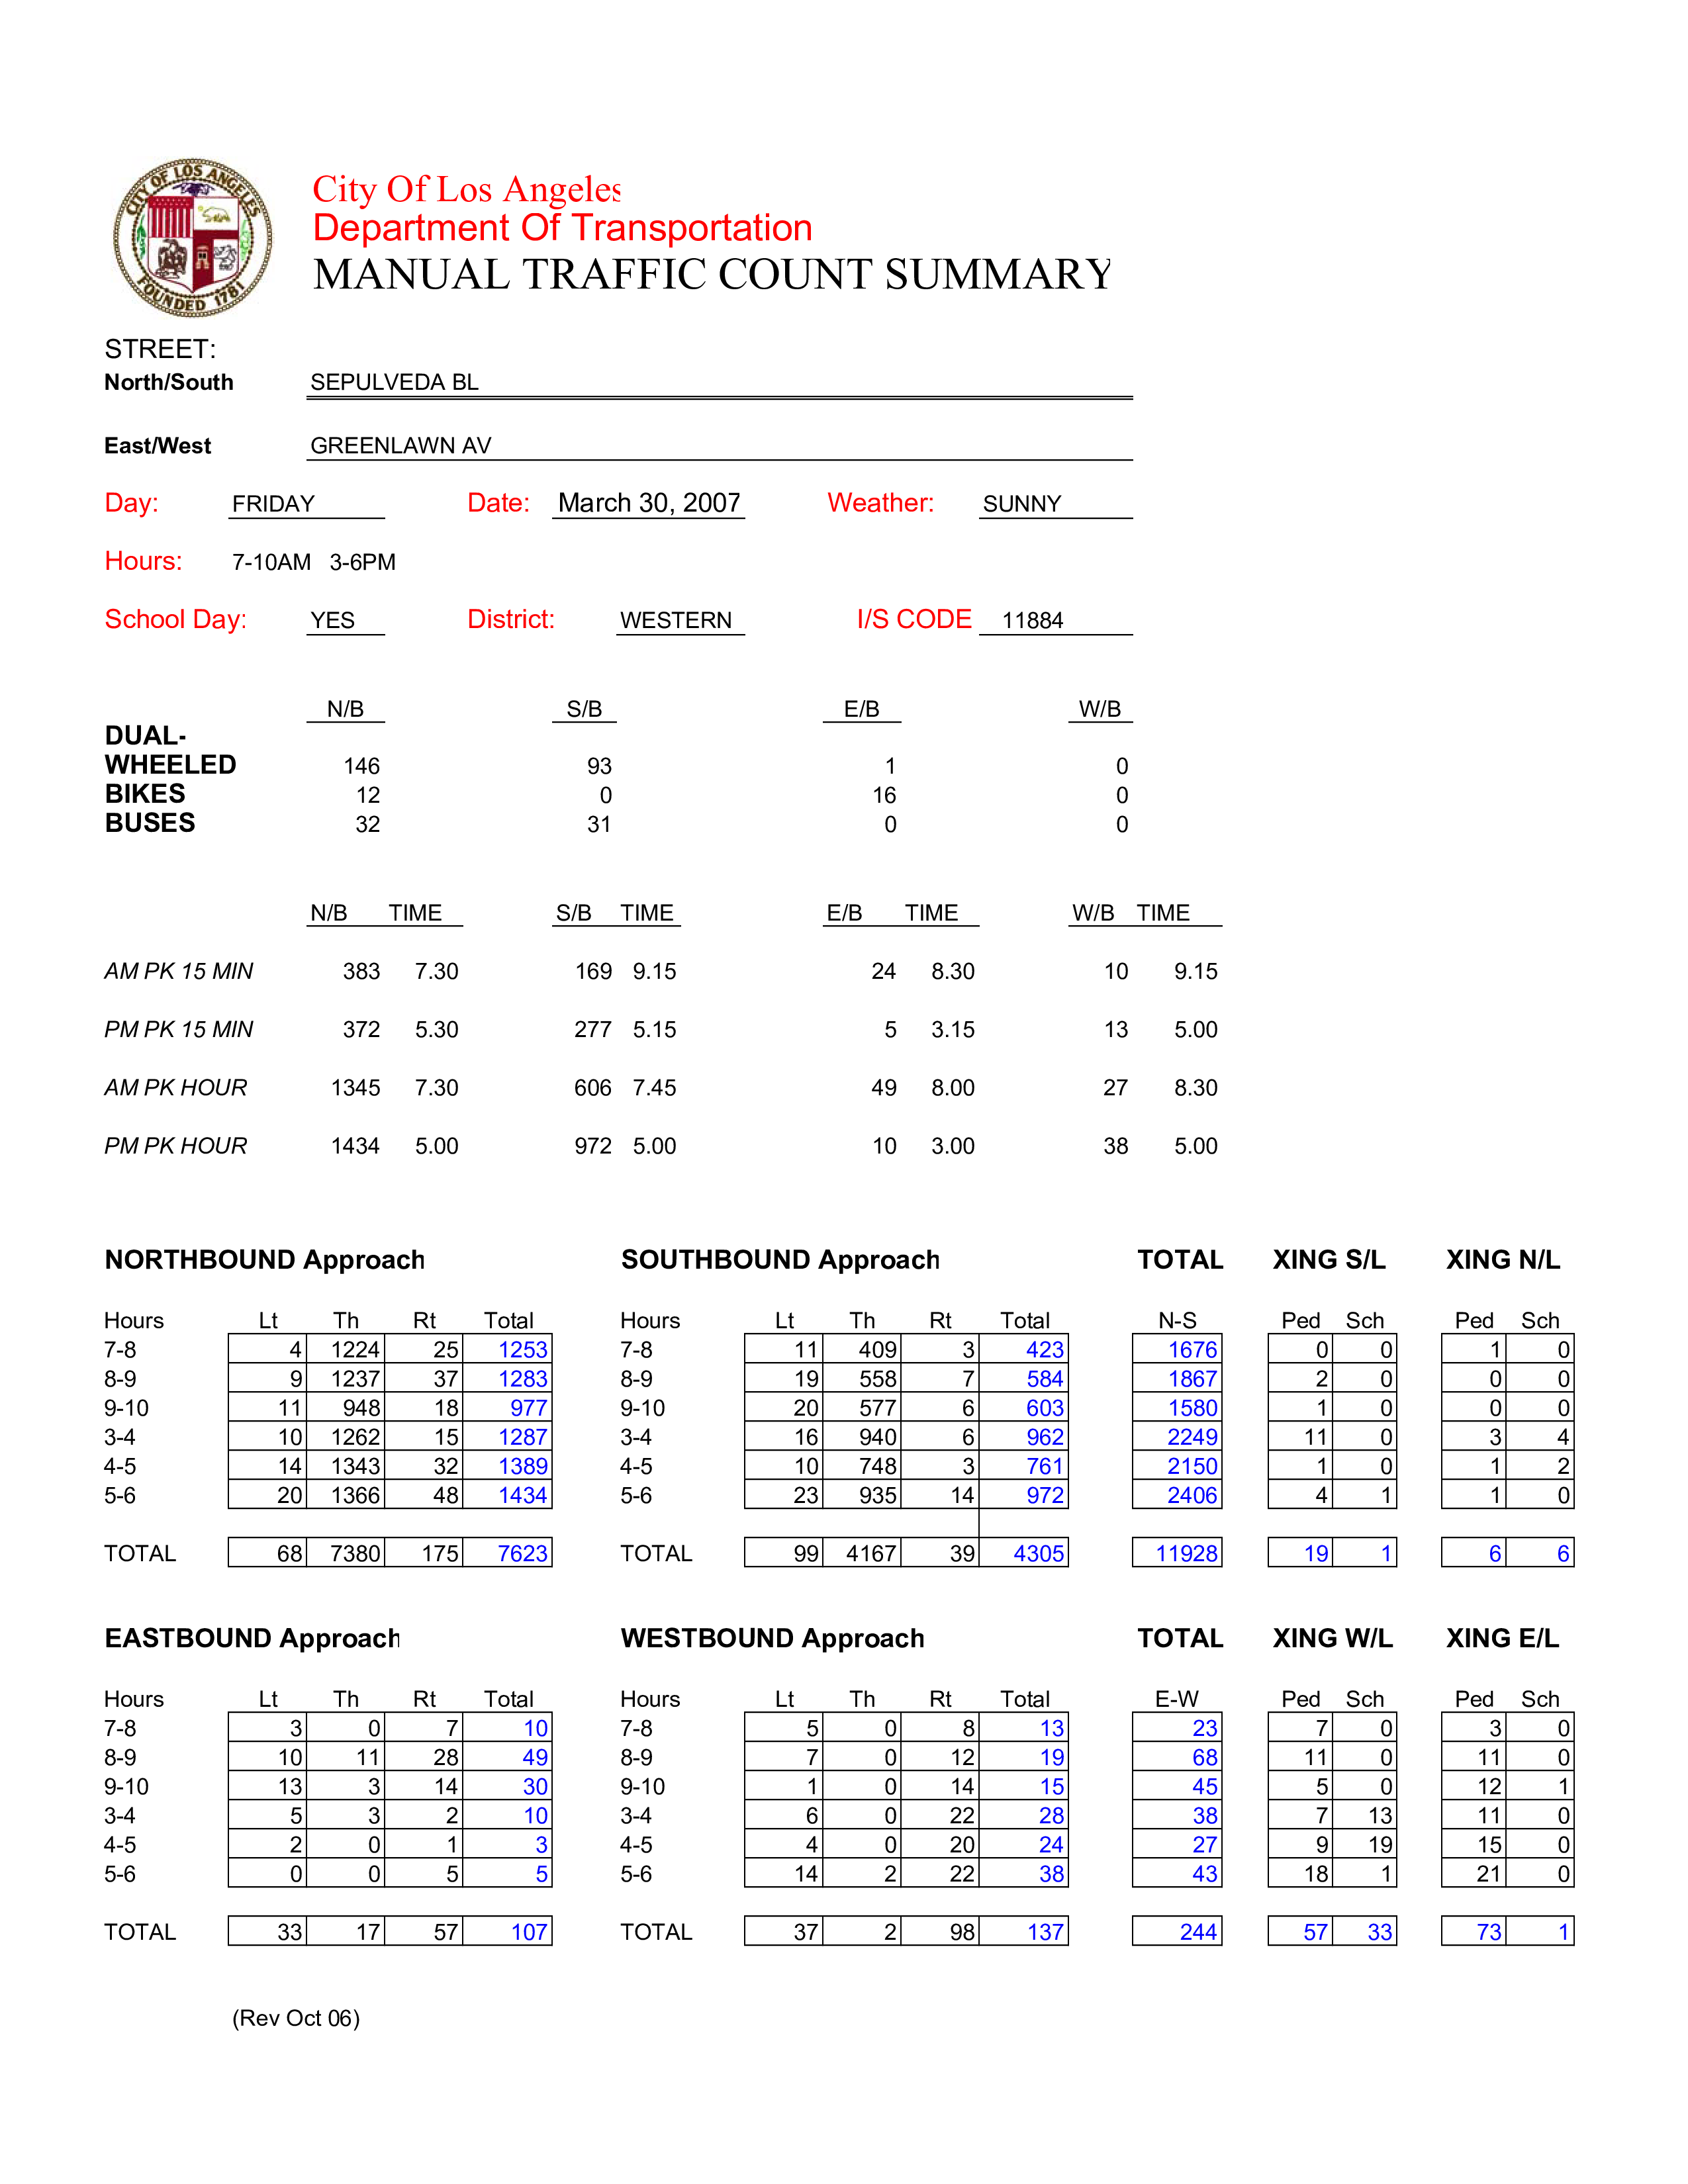 CITY OF LOS ANGELES
FOUNDED 1781
City Of Los Angeles
Department Of Transportation
MANUAL TRAFFIC COUNT SUMMARY
STREET:
North/South SEPULVEDA BL
East/West GREENLAWN AV
Day: FRIDAY Date: March 30, 2007 Weather: SUNNY
Hours: 7-10AM 3-6PM
School Day: YES District: WESTERN I/S CODE 11884
N/B S/B E/B W/B
DUAL-
WHEELED 146 93 1 0
BIKES 12 0 16 0
BUSES 32 31 0 0
N/B TIME S/B TIME E/B TIME W/B TIME
AM PK 15 MIN 383 7.30 169 9.15 24 8.30 10 9.15
PM PK 15 MIN 372 5.30 277 5.15 5 3.15 13 5.00
AM PK HOUR 1345 7.30 606 7.45 49 8.00 27 8.30
PM PK HOUR 1434 5.00 972 5.00 10 3.00 38 5.00
NORTHBOUND Approach SOUTHBOUND Approach TOTAL XING S/L XING N/L
Hours Lt Th Rt Total Hours Lt Th Rt Total N-S Ped Sch Ped Sch
7-8 4 1224 25 1253 7-8 11 409 3 423 1676 0 0 1 0
8-9 9 1237 37 1283 8-9 19 558 7 584 1867 2 0 0 0
9-10 11 948 18 977 9-10 20 577 6 603 1580 1 0 0 0
3-4 10 1262 15 1287 3-4 16 940 6 962 2249 11 0 3 4
4-5 14 1343 32 1389 4-5 10 748 3 761 2150 1 0 1 2
5-6 20 1366 48 1434 5-6 23 935 14 972 2406 4 1 1 0
TOTAL 68 7380 175 7623 TOTAL 99 4167 39 4305 11928 19 1 6 6
EASTBOUND Approach WESTBOUND Approach TOTAL XING W/L XING E/L
Hours Lt Th Rt Total Hours Lt Th Rt Total E-W Ped Sch Ped Sch
7-8 3 0 7 10 7-8 5 0 8 13 23 7 0 3 0
8-9 10 11 28 49 8-9 7 0 12 19 68 11 0 11 0
9-10 13 3 14 30 9-10 1 0 14 15 45 5 0 12 1
3-4 5 3 2 10 3-4 6 0 22 28 38 7 13 11 0
4-5 2 0 1 3 4-5 4 0 20 24 27 9 19 15 0
5-6 0 0 5 5 5-6 14 2 22 38 43 18 1 21 0
TOTAL 33 17 57 107 TOTAL 37 2 98 137 244 57 33 73 1
(Rev Oct 06)